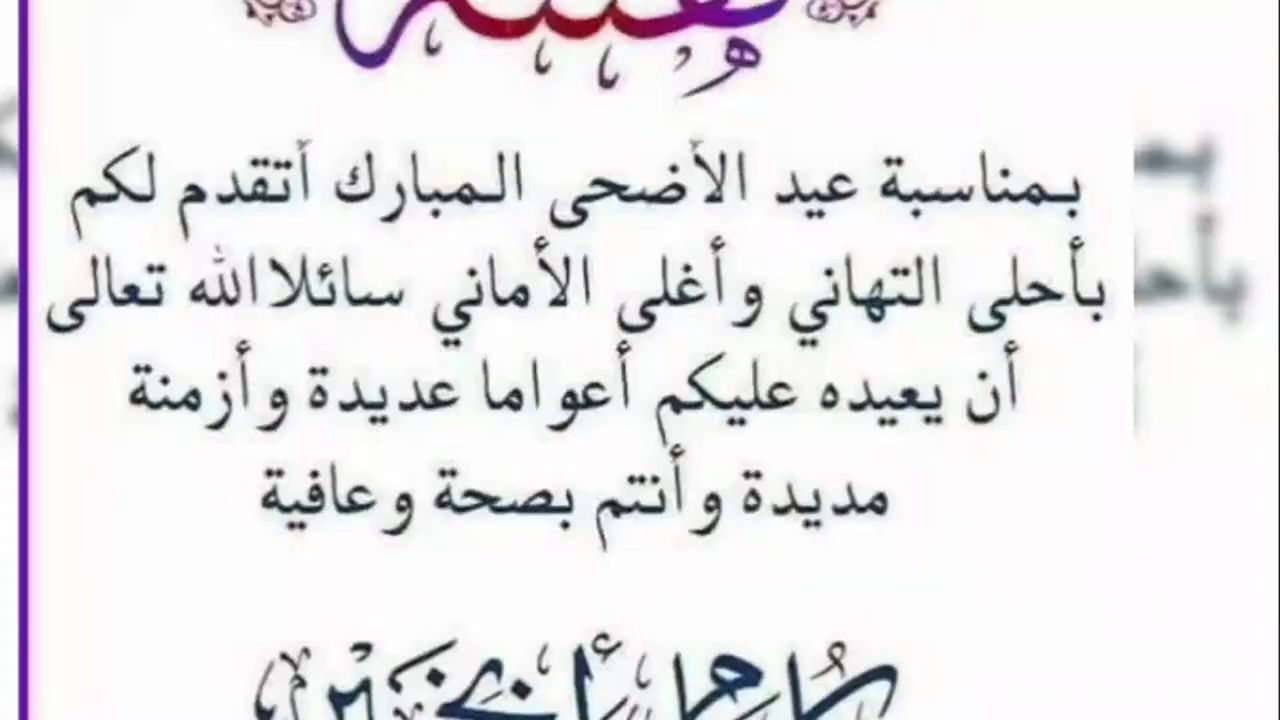 تهنئة
بمناسبة عيد الأضحى المبارك أتقدم لكم
بأحلى التهاني وأغلى الأماني سائلا الله تعالى
أن يعيده عليكم أعواما عديدة وأزمنة
مديدة وأنتم بصحة وعافية